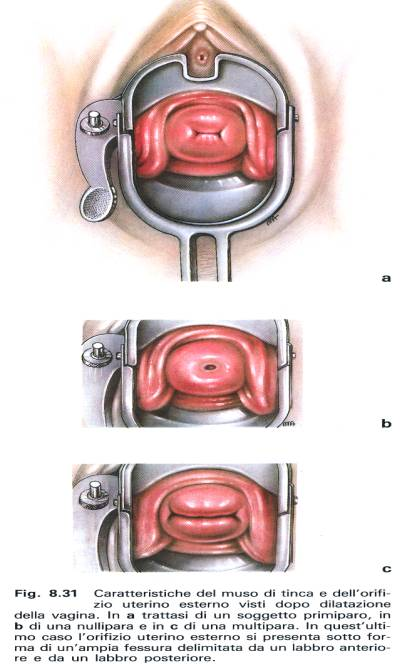 a
b
c
Fig. 8.31 Caratteristiche del muso di tinca e dell'orifi-
zio uterino esterno visti dopo dilatazione
della vagina. In a trattasi di un soggetto primiparo, in
b di una nullipara e in c di una multipara. In quest'ulti-
mo caso l'orifizio uterino esterno si presenta sotto for-
ma di un'ampia fessura delimitata da un labbro anterio-
re e da un labbro posteriore.